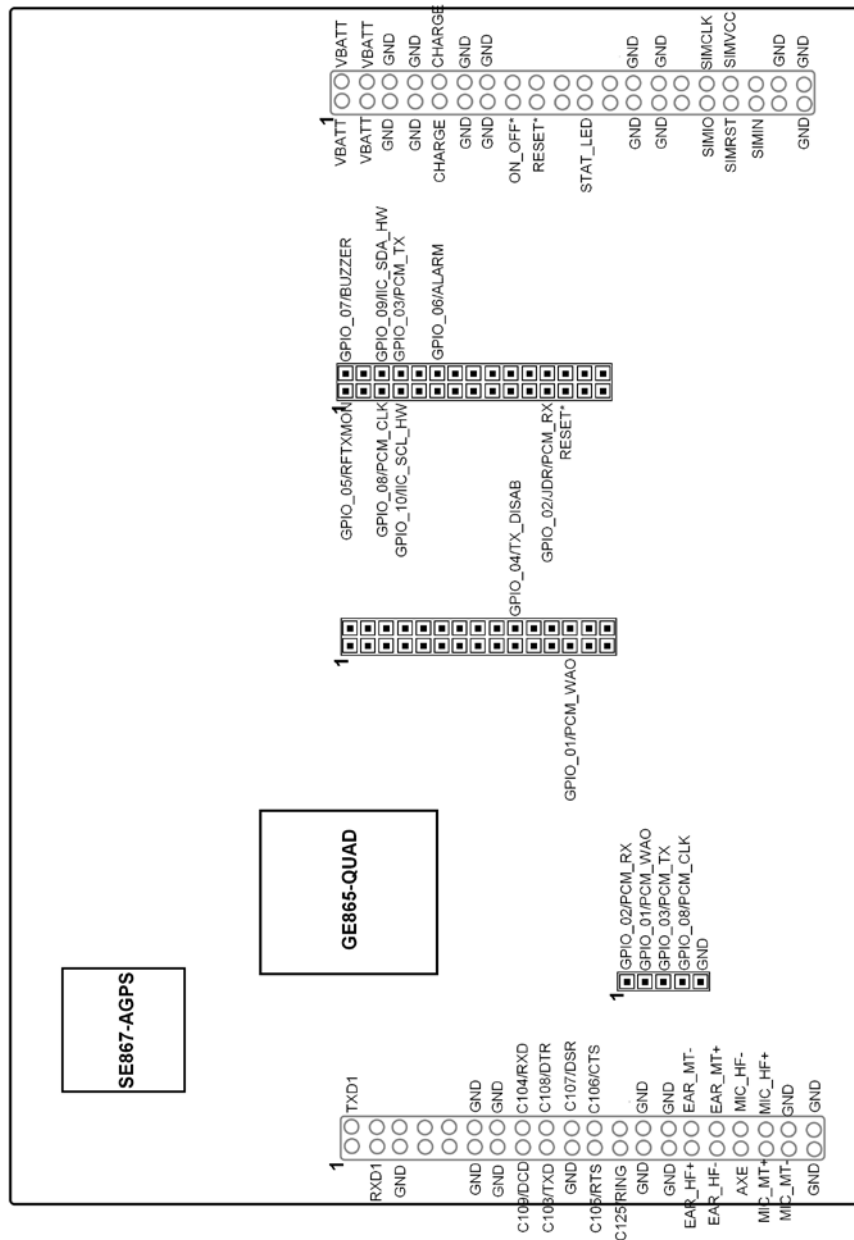 1
VBATT VBATT
VBATT VBATT
GND GND
GND GND
CHARGE CHARGE
GND GND
GND GND
ON_OFF*
RESET*
STAT_LED
GND GND
GND GND
SIMIO SIMCLK
SIMRST SIMVCC
SIMIN
GND
GND GND
1
GPIO_05/RFTXMON GPIO_07/BUZZER
GPIO_08/PCM_CLK GPIO_09/IIC_SDA_HW
GPIO_10/IIC_SCL_HW GPIO_03/PCM_TX
GPIO_06/ALARM
GPIO_02/JDR/PCM_RX
RESET*
1
GPIO_04/TX_DISAB
GPIO_01/PCM_WAO
GE865-QUAD
SE867-AGPS
1
GPIO_02/PCM_RX
GPIO_01/PCM_WAO
GPIO_03/PCM_TX
GPIO_08/PCM_CLK
GND
1
TXD1
RXD1
GND
GND GND
GND GND
C109/DCD C104/RXD
C103/TXD C108/DTR
GND C107/DSR
C105/RTS C106/CTS
C125/RING
GND GND
GND GND
EAR_HF+ EAR_MT-
EAR_HF- EAR_MT+
AXE MIC_HF-
MIC_MT+ MIC_HF+
MIC_MT- GND
GND GND